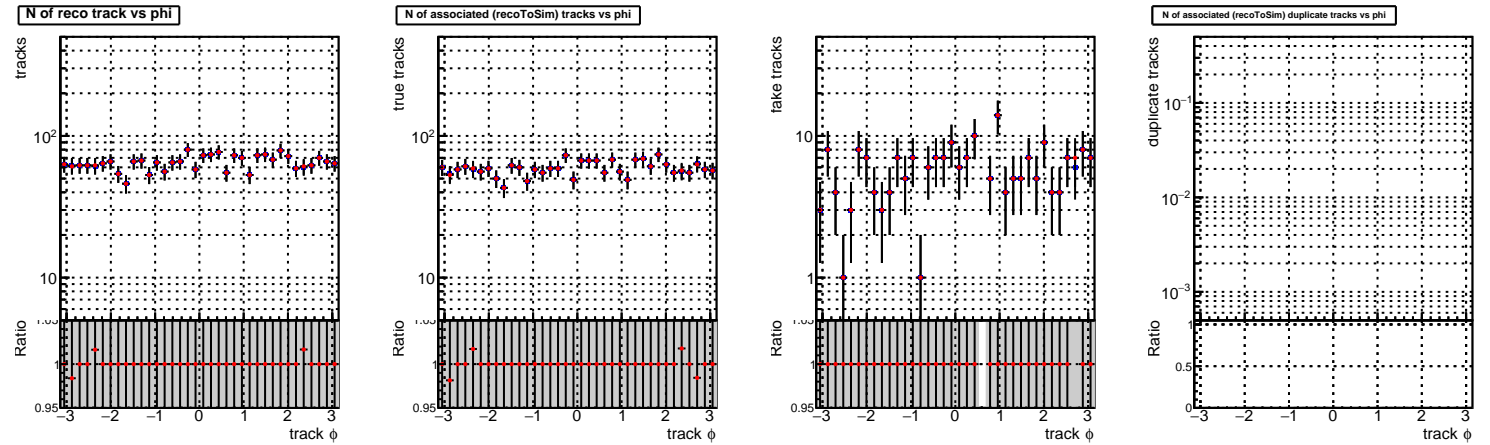 N of reco track vs phi
tracks
10²
10
Ratio
1
0.95
−3 −2 −1 0 1 2 3
track ϕ
N of associated (recoToSim) tracks vs phi
true tracks
10²
10
Ratio
1
0.95
−3 −2 −1 0 1 2 3
track ϕ
fake tracks
10
1
Ratio
1
0.95
−3 −2 −1 0 1 2 3
track ϕ
N of associated (recoToSim) duplicate tracks vs phi
duplicate tracks
10⁻¹
10⁻²
10⁻³
Ratio
1
0.5
0
−3 −2 −1 0 1 2 3
track ϕ